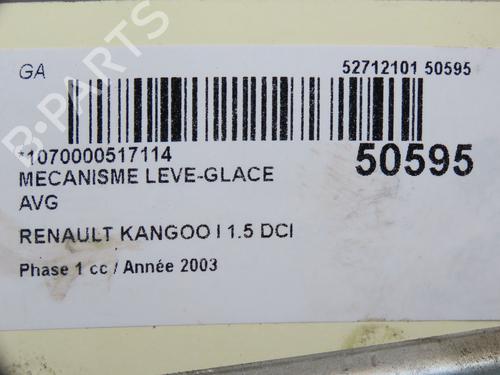 GA
52712101 50595
*1070000517114
50595
MECANISME LEVE-GLACE
AVG
RENAULT KANGOO I 1.5 DCI
Phase 1 cc / Année 2003
B-PARTS